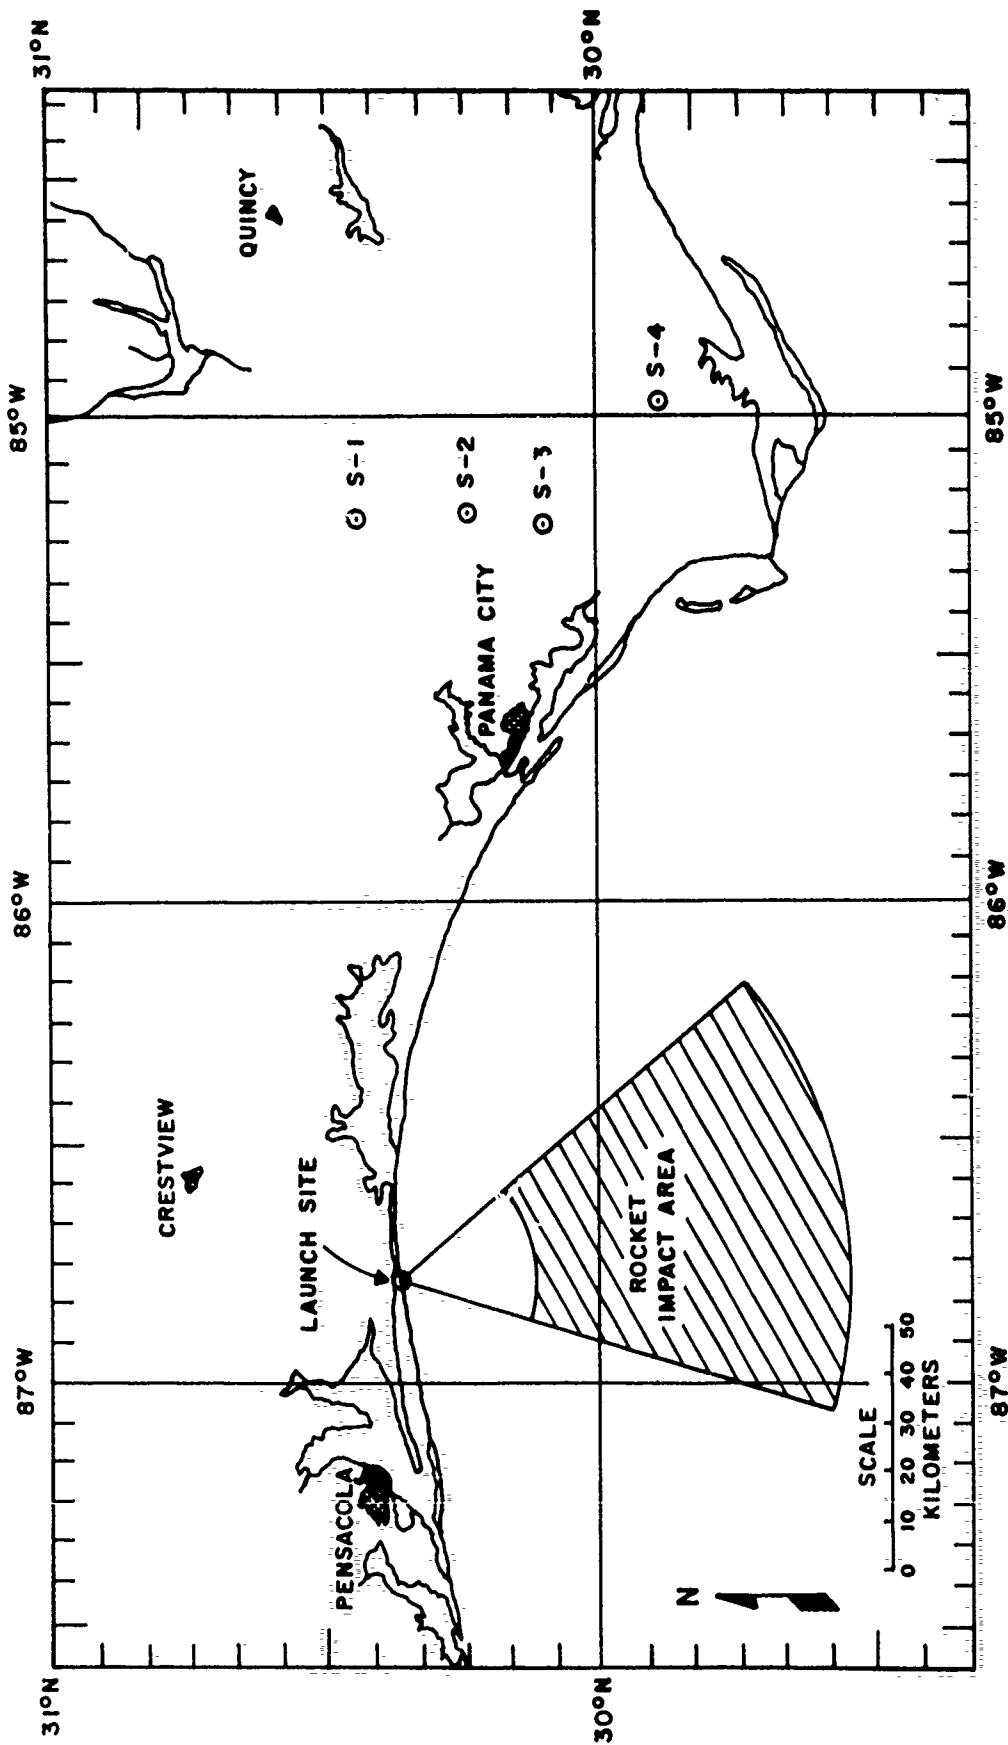 87°W
86°W
85°W
31°N
31°N
CRESTVIEW
QUINCY
LAUNCH SITE
PENSACOLA
S-1
S-2
PANAMA CITY
S-3
30°N
30°N
S-4
ROCKET
IMPACT AREA
N
SCALE
0 10 20 30 40 50
KILOMETERS
87°W
86°W
85°W